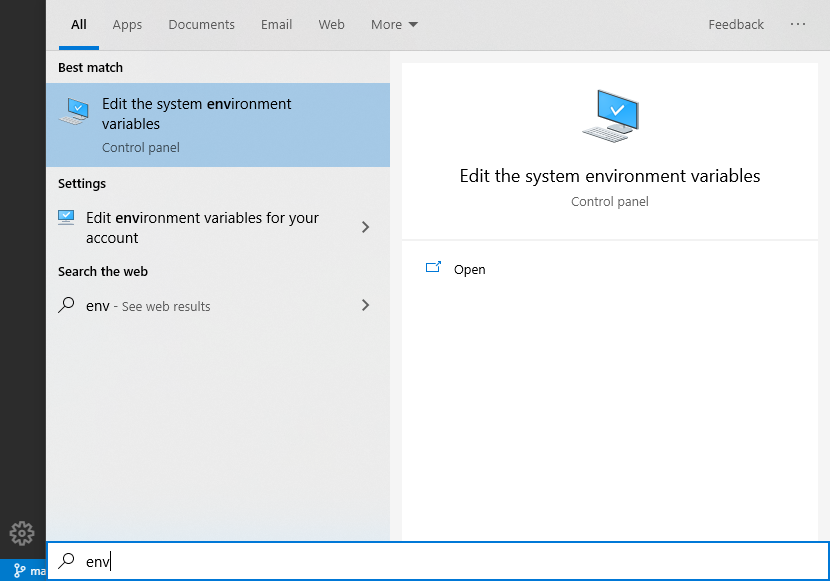 All Apps Documents Email Web More Feedback ...
Best match
Edit the system environment
variables
Control panel
Settings
Edit environment variables for your
account
Search the web
env - See web results
Edit the system environment variables
Control panel
Open
env